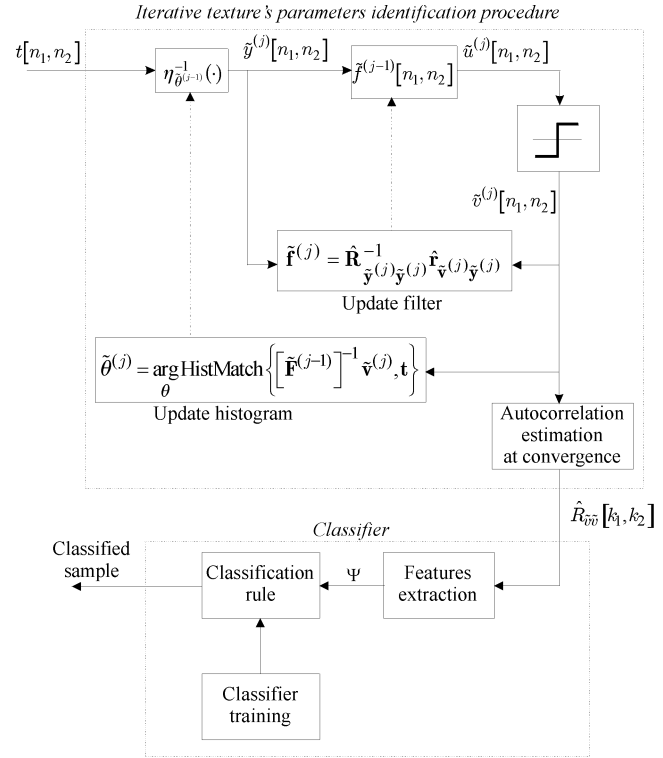 Iterative texture's parameters identification procedure
t[n₁, n₂]
η⁻¹_θ̃⁽ʲ⁻¹⁾(·)
ỹ⁽ʲ⁾[n₁, n₂]
f̃⁽ʲ⁻¹⁾[n₁, n₂]
ũ⁽ʲ⁾[n₁, n₂]
ṽ⁽ʲ⁾[n₁, n₂]
f̃^(j) = R̂^{-1}_{ỹ^(j)ỹ^(j)} r̂_{ṽ^(j)ỹ^(j)}
Update filter
θ̃^(j) = arg_θ HistMatch{[F̃^(j-1)]^{-1} ṽ^(j), t}
Update histogram
Autocorrelation
estimation
at convergence
R̂_{ṽṽ}[k₁, k₂]
Classifier
Classified
sample
Classification
rule
Ψ
Features
extraction
Classifier
training